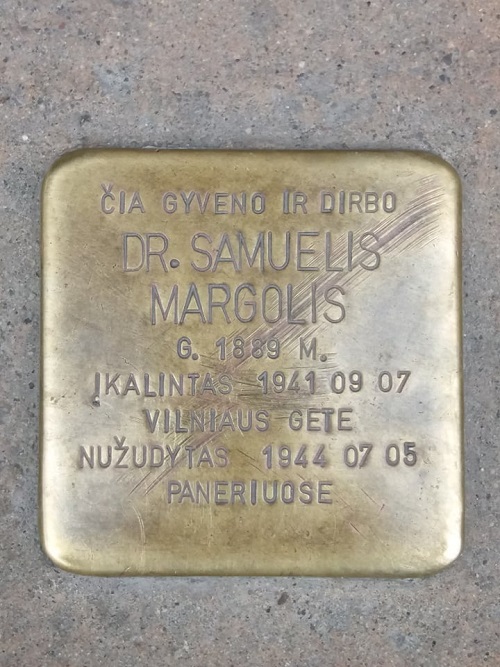 ČIA GYVENO IR DIRBO
DR. SAMUELIS
MARGOLIS
G. 1889 M.
ĮKALINTAS 1941 09 07
VILNIAUS GETE
NUŽUDYTAS 1944 07 05
PANERIUOSE